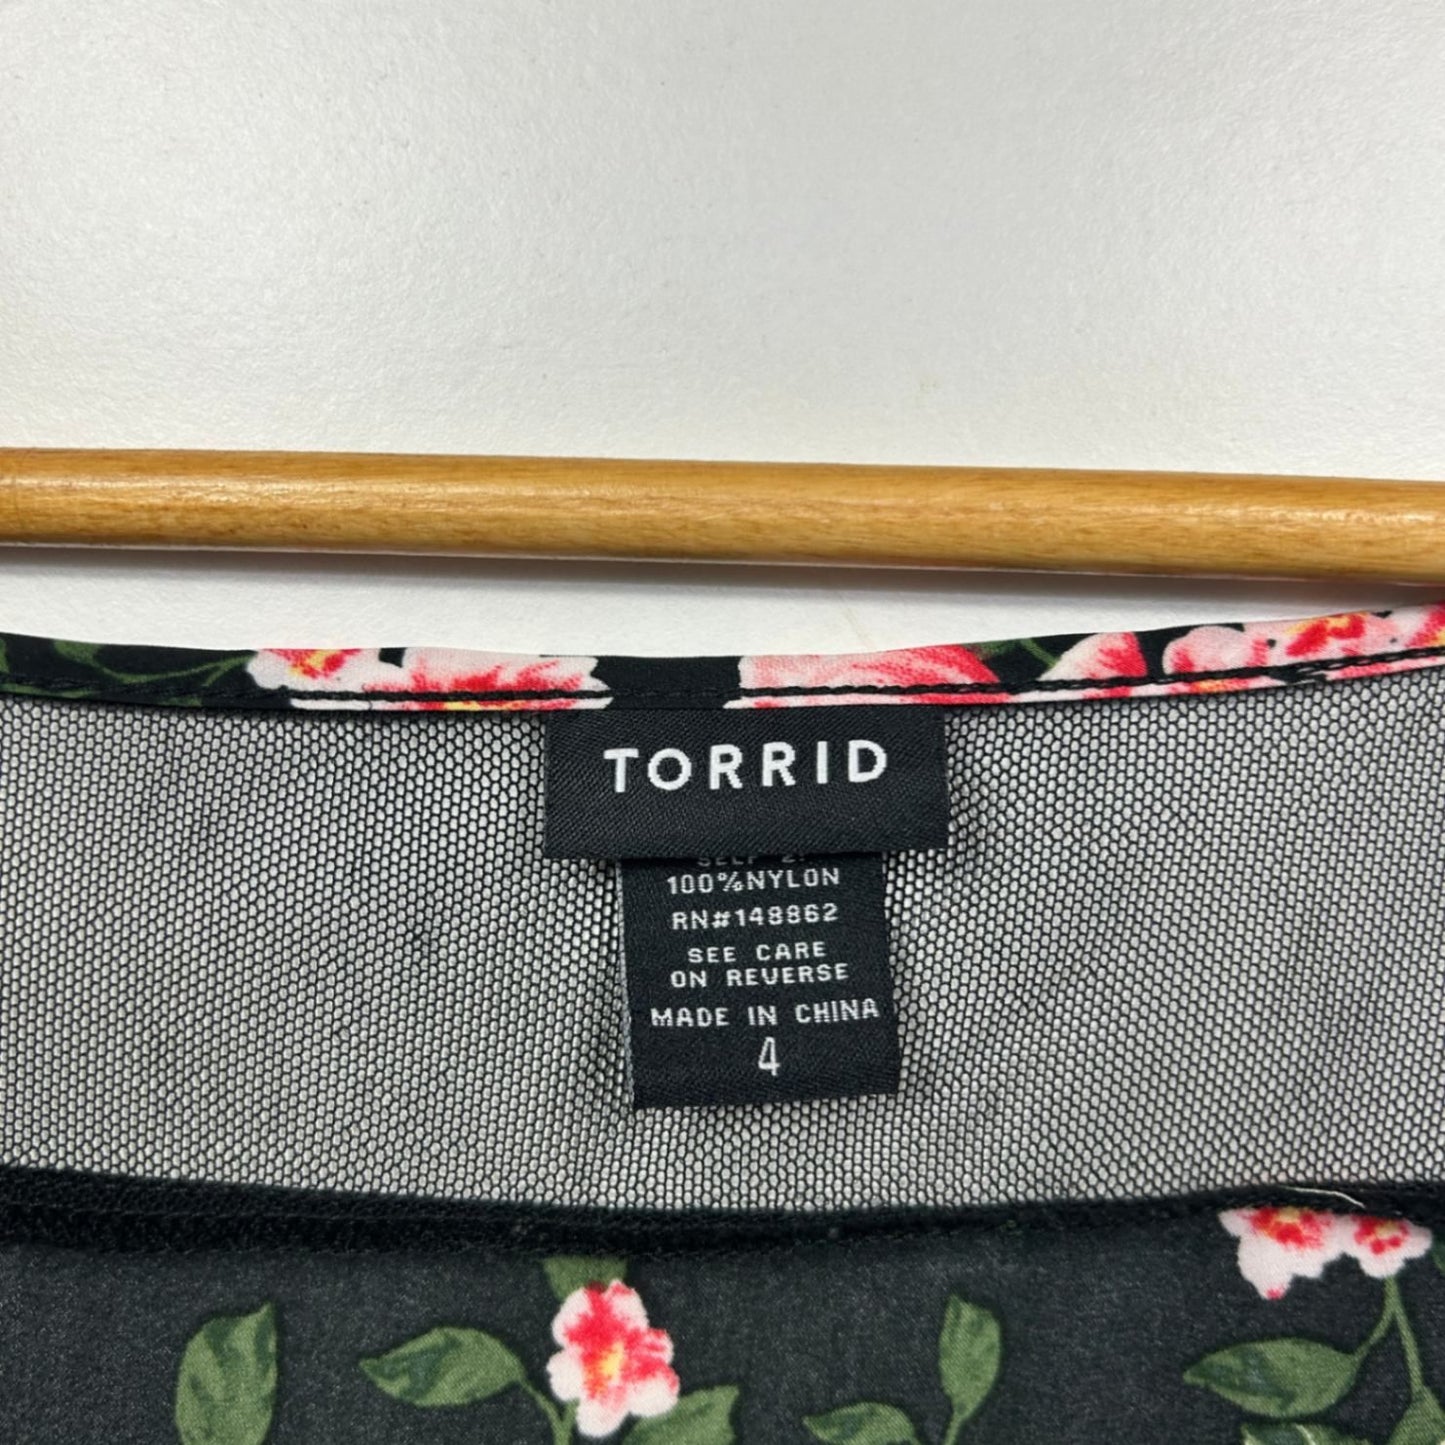 TORRID
100%NYLON
RN#148862
SEE CARE
ON REVERSE
MADE IN CHINA
4